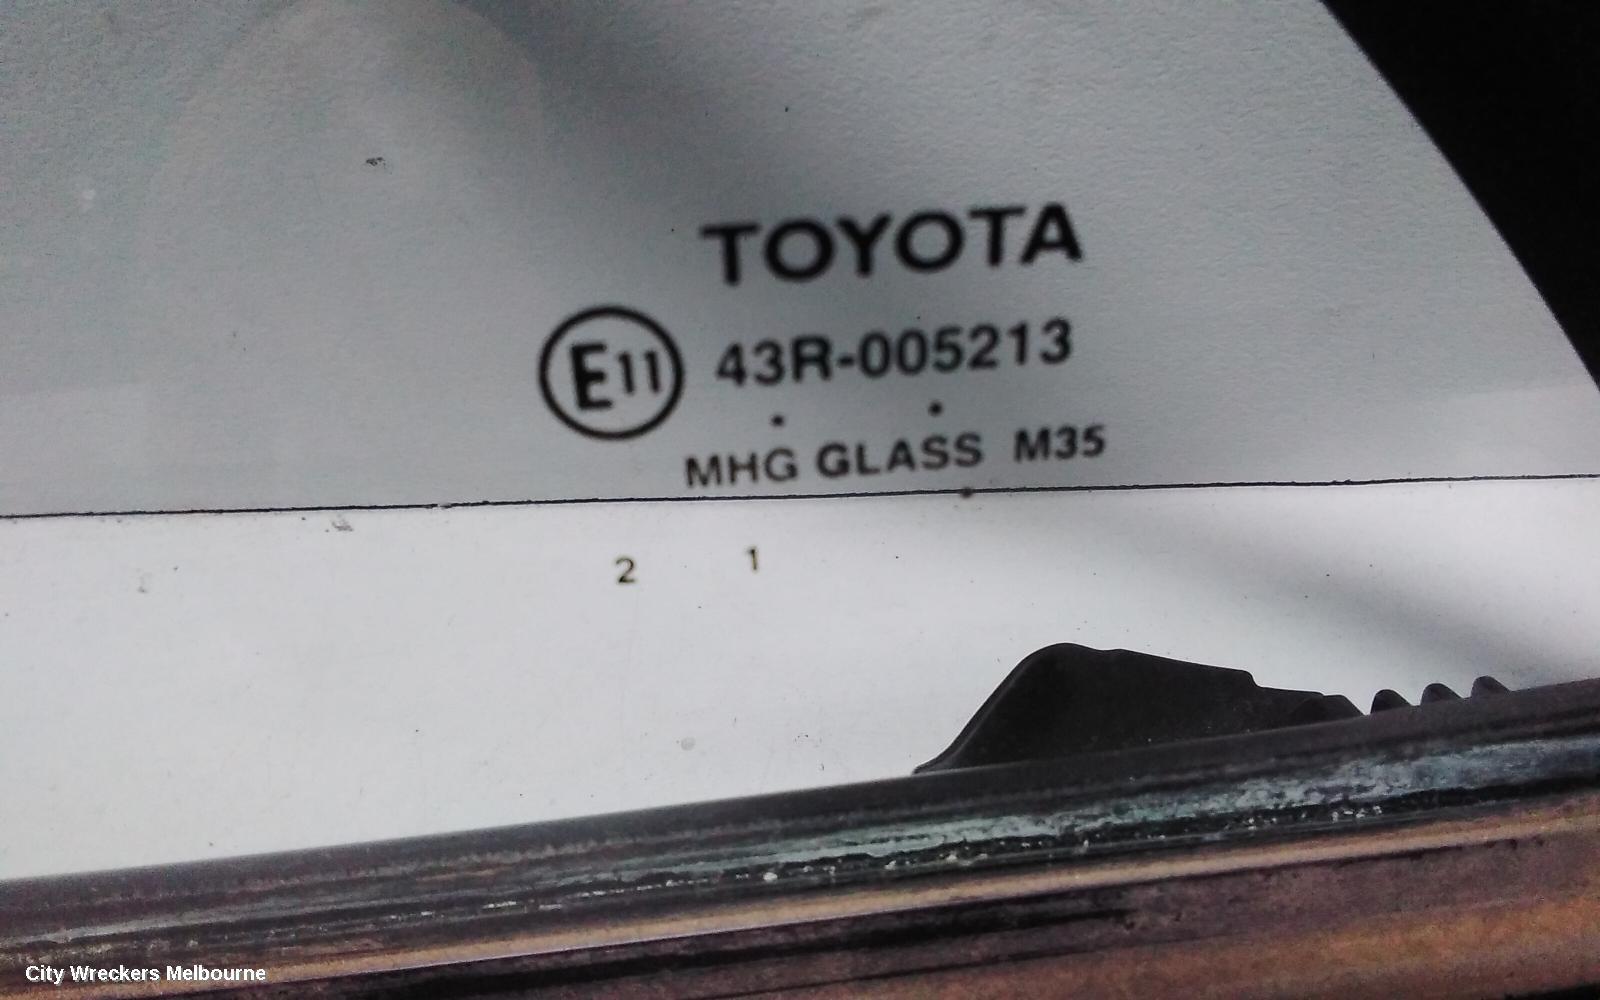 TOYOTA
E11 43R-005213
MHG GLASS M35
2 1
City Wreckers Melbourne